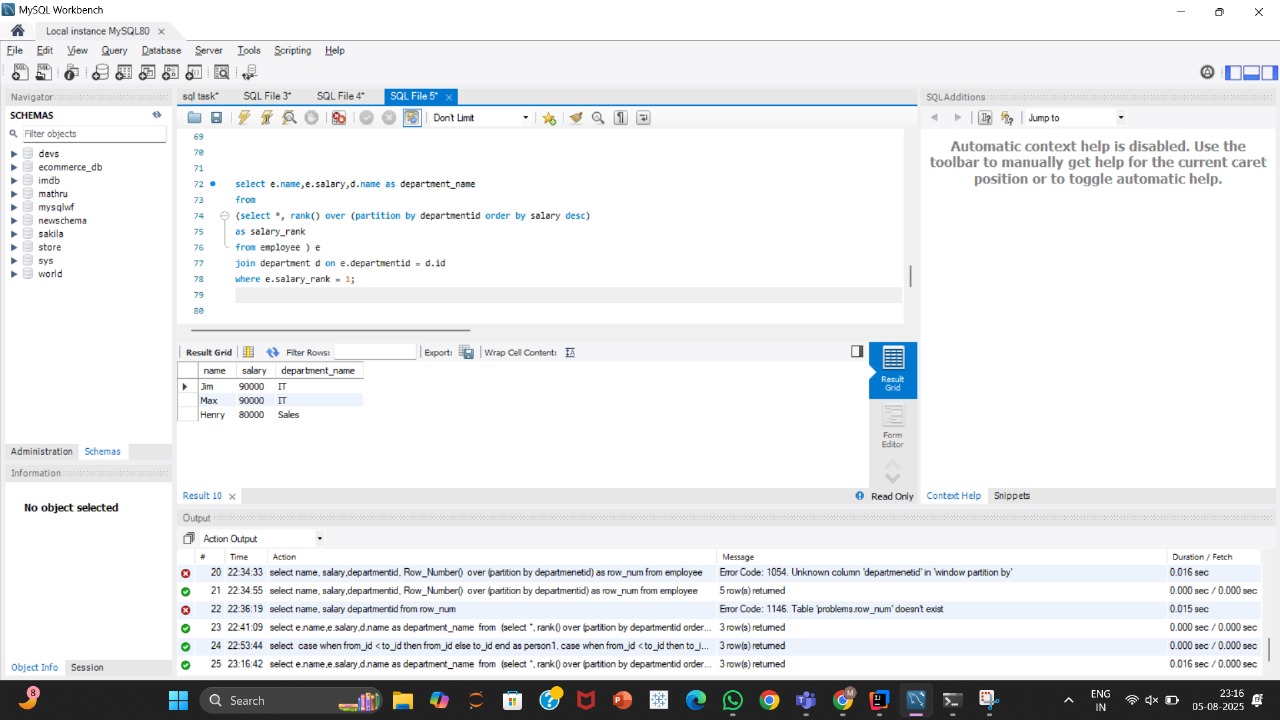 MySQL Workbench
Local instance MySQL80
File Edit View Query Database Server Tools Scripting Help
Navigator
SCHEMAS
Filter objects
devs
ecommerce_db
imdb
mathru
mysqlwf
newschema
sakila
store
sys
world
Administration Schemas
Information
No object selected
Object Info Session
sql task* SQL File 3* SQL File 4* SQL File 5*
Don't Limit
69
70
71
72 select e.name,e.salary,d.name as department_name
73 from
74 (select *, rank() over (partition by departmentid order by salary desc)
75 as salary_rank
76 from employee ) e
77 join department d on e.departmentid = d.id
78 where e.salary_rank = 1;
79
80
Result Grid Filter Rows: Export: Wrap Cell Content:
name salary department_name
Jim 90000 IT
Max 90000 IT
Henry 80000 Sales
Result Grid
Form Editor
Result 10 Read Only
SQLAdditions
Jump to
Automatic context help is disabled. Use the
toolbar to manually get help for the current caret
position or to toggle automatic help.
Context Help Snippets
Output
Action Output
# Time Action Message Duration / Fetch
20 22:34:33 select name, salary,departmentid, Row_Number() over (partition by departmenetid) as row_num from employee Error Code: 1054. Unknown column 'departmenetid' in 'window partition by' 0.016 sec
21 22:34:55 select name, salary,departmentid, Row_Number() over (partition by departmentid) as row_num from employee 5 row(s) returned 0.000 sec / 0.000 sec
22 22:36:19 select name, salary departmentid from row_num Error Code: 1146. Table 'problems.row_num' doesn't exist 0.015 sec
23 22:41:09 select e.name,e.salary,d.name as department_name from (select *, rank() over (partition by departmentid order... 3 row(s) returned 0.000 sec / 0.000 sec
24 22:53:44 select case when from_id < to_id then from_id else to_id end as person1, case when from_id < to_id then to_i... 3 row(s) returned 0.000 sec / 0.000 sec
25 23:16:42 select e.name,e.salary,d.name as department_name from (select *, rank() over (partition by departmentid order... 3 row(s) returned 0.016 sec / 0.000 sec
8
Search
ENG
IN
23:16
05-08-2025